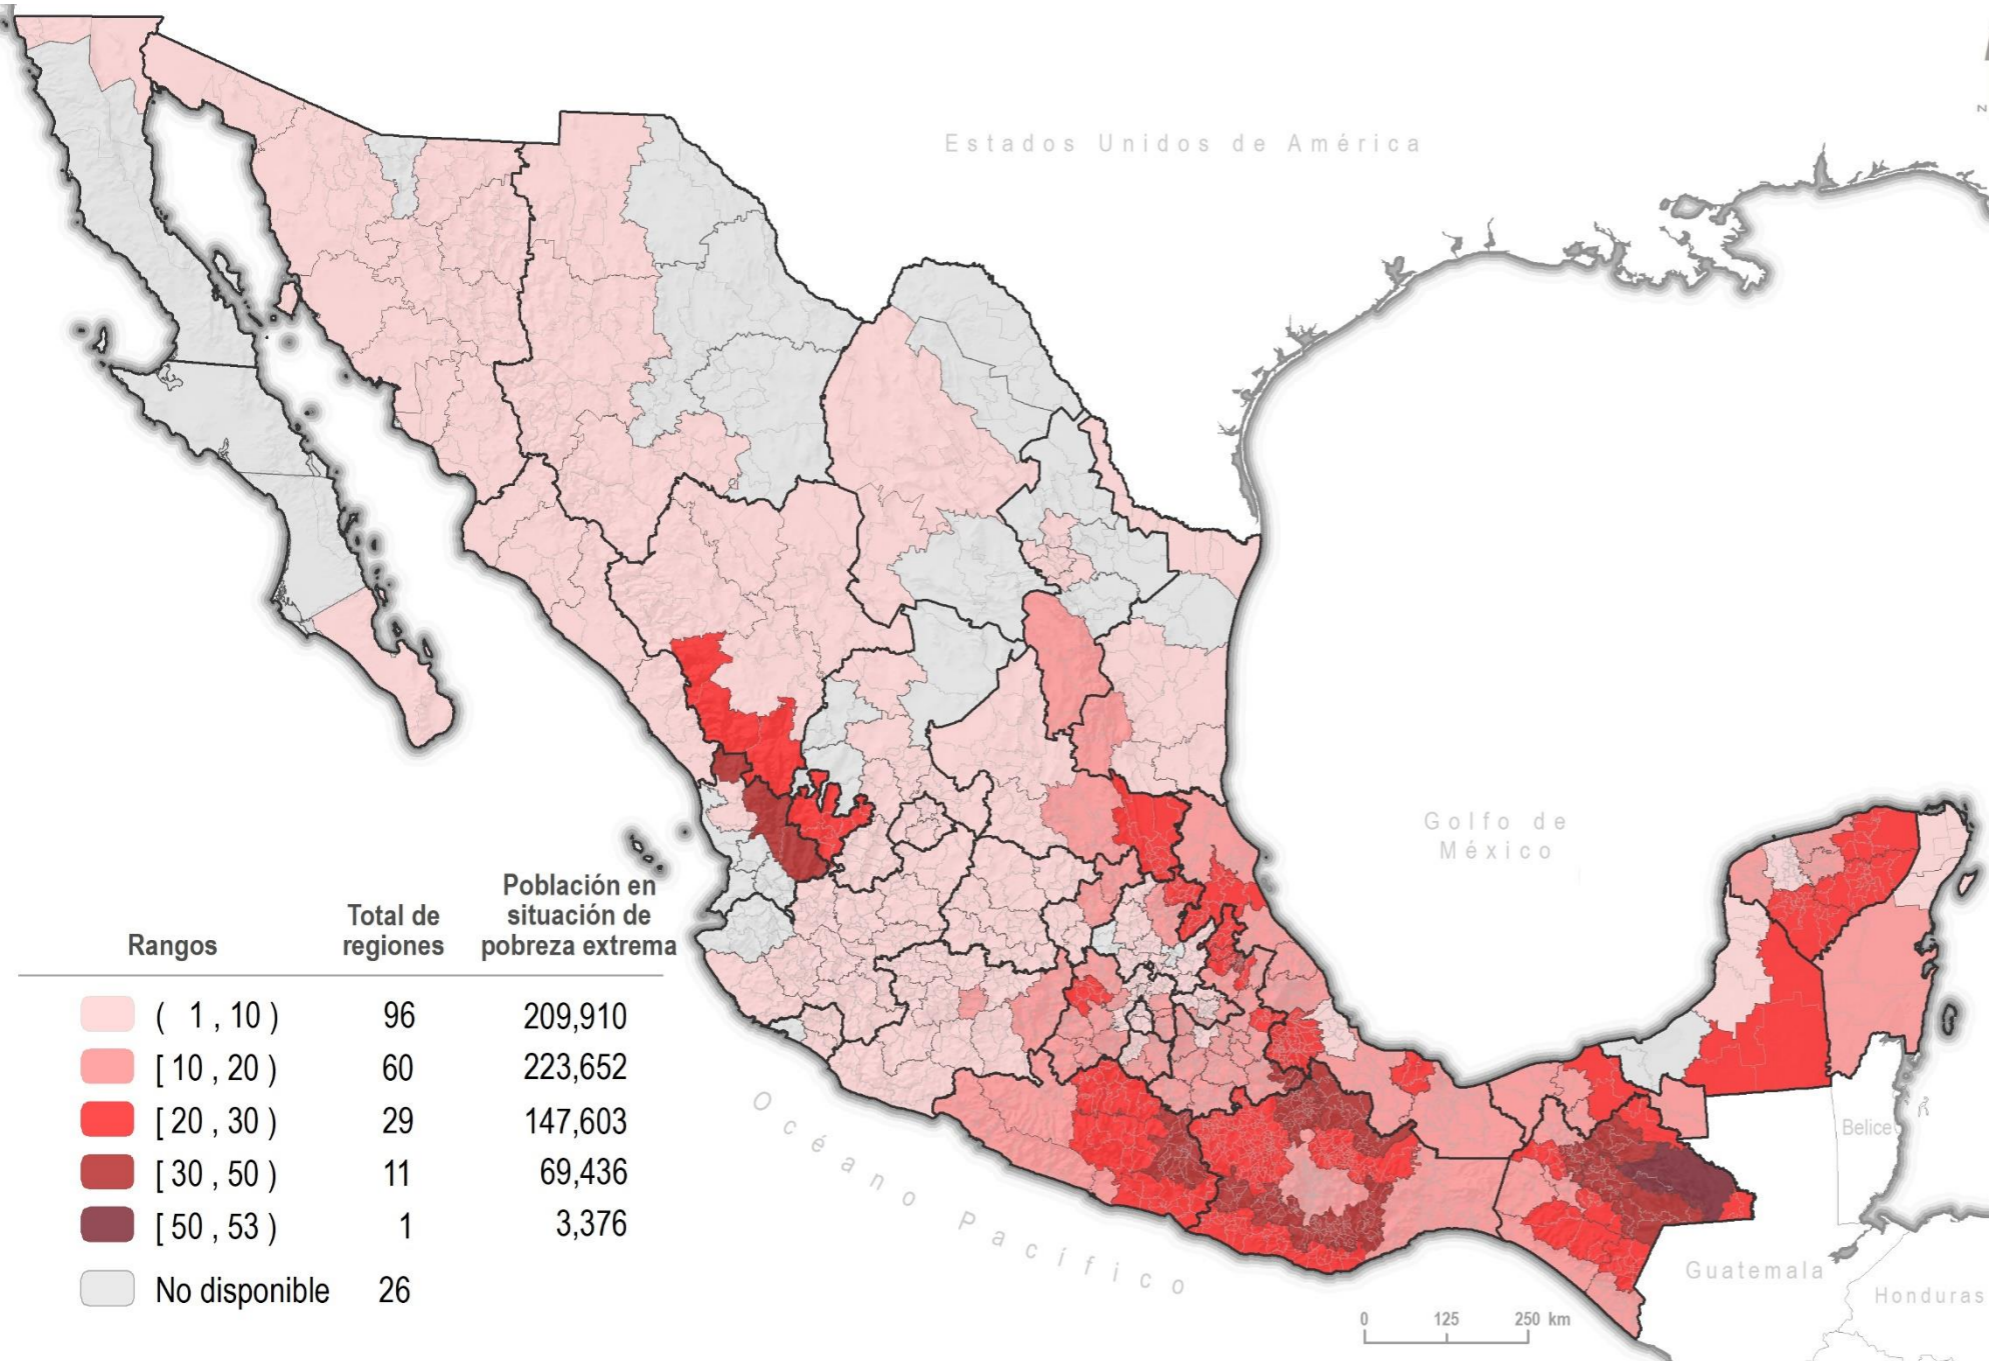 Estados Unidos de América
Golfo de
México
Océano Pacífico
Belice
Guatemala
Honduras
Rangos
Total de
regiones
Población en
situación de
pobreza extrema
( 1 , 10 ) 96 209,910
[ 10 , 20 ) 60 223,652
[ 20 , 30 ) 29 147,603
[ 30 , 50 ) 11 69,436
[ 50 , 53 ) 1 3,376
No disponible 26
0 125 250 km